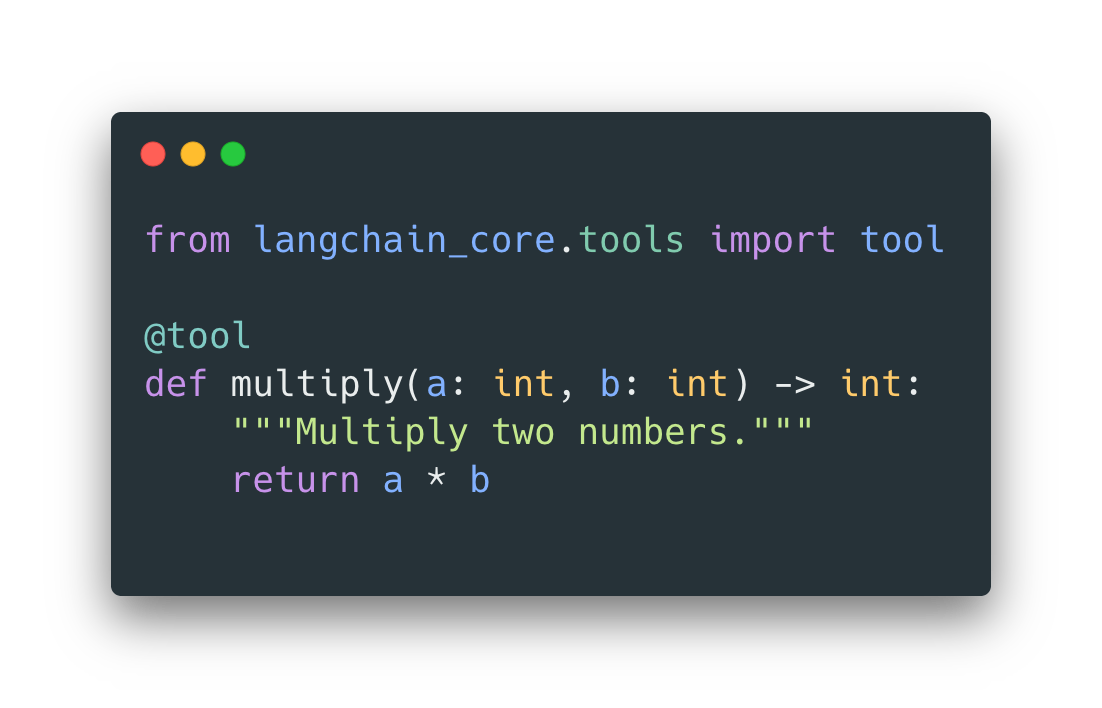 from langchain_core.tools import tool
@tool
def multiply(a: int, b: int) -> int:
    """Multiply two numbers."""
    return a * b